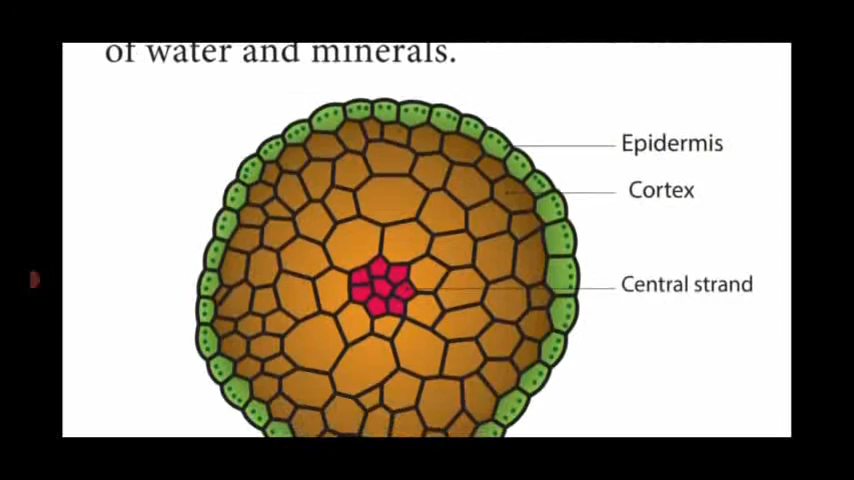 of water and minerals.
Epidermis
Cortex
Central strand